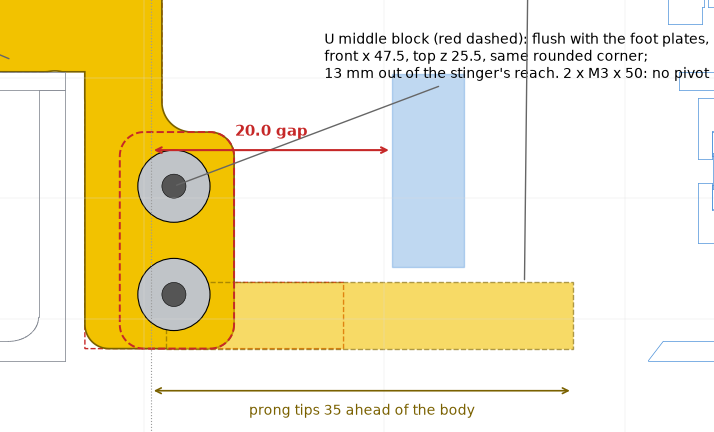 U middle block (red dashzed): flush with the foot plates,
front x 47.5, top z 25.5, same rounded corner;
13 mm out of the stinger's reach. 2 x M3 x 50: no pivot
20.0 gap
prong tips 35 ahead of the body